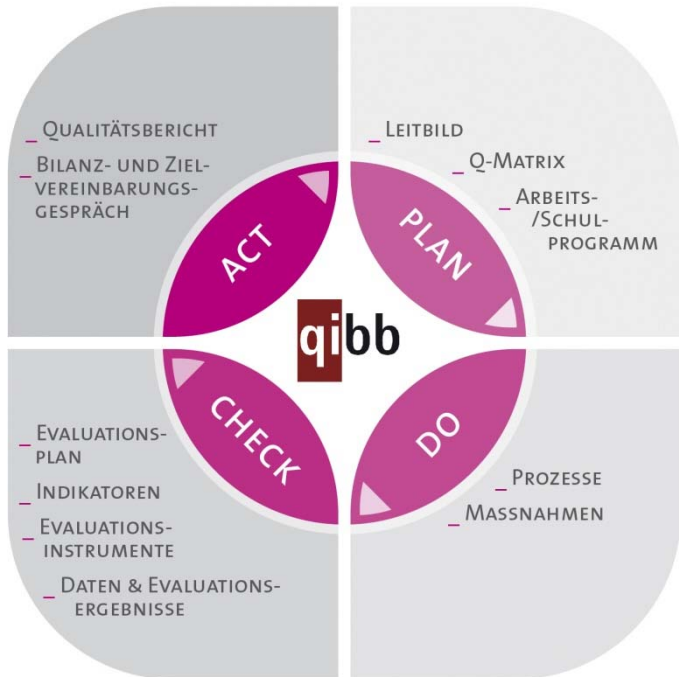 _ QUALITÄTSBERICHT
_ BILANZ- UND ZIEL-
VEREINBARUNGS-
GESPRÄCH
ACT
_ LEITBILD
_ Q-MATRIX
_ ARBEITS-
/SCHUL-
PROGRAMM
PLAN
qibb
CHECK
_ EVALUATIONS-
PLAN
_ INDIKATOREN
_ EVALUATIONS-
INSTRUMENTE
_ DATEN & EVALUATIONS-
ERGEBNISSE
DO
_ PROZESSE
_ MASSNAHMEN